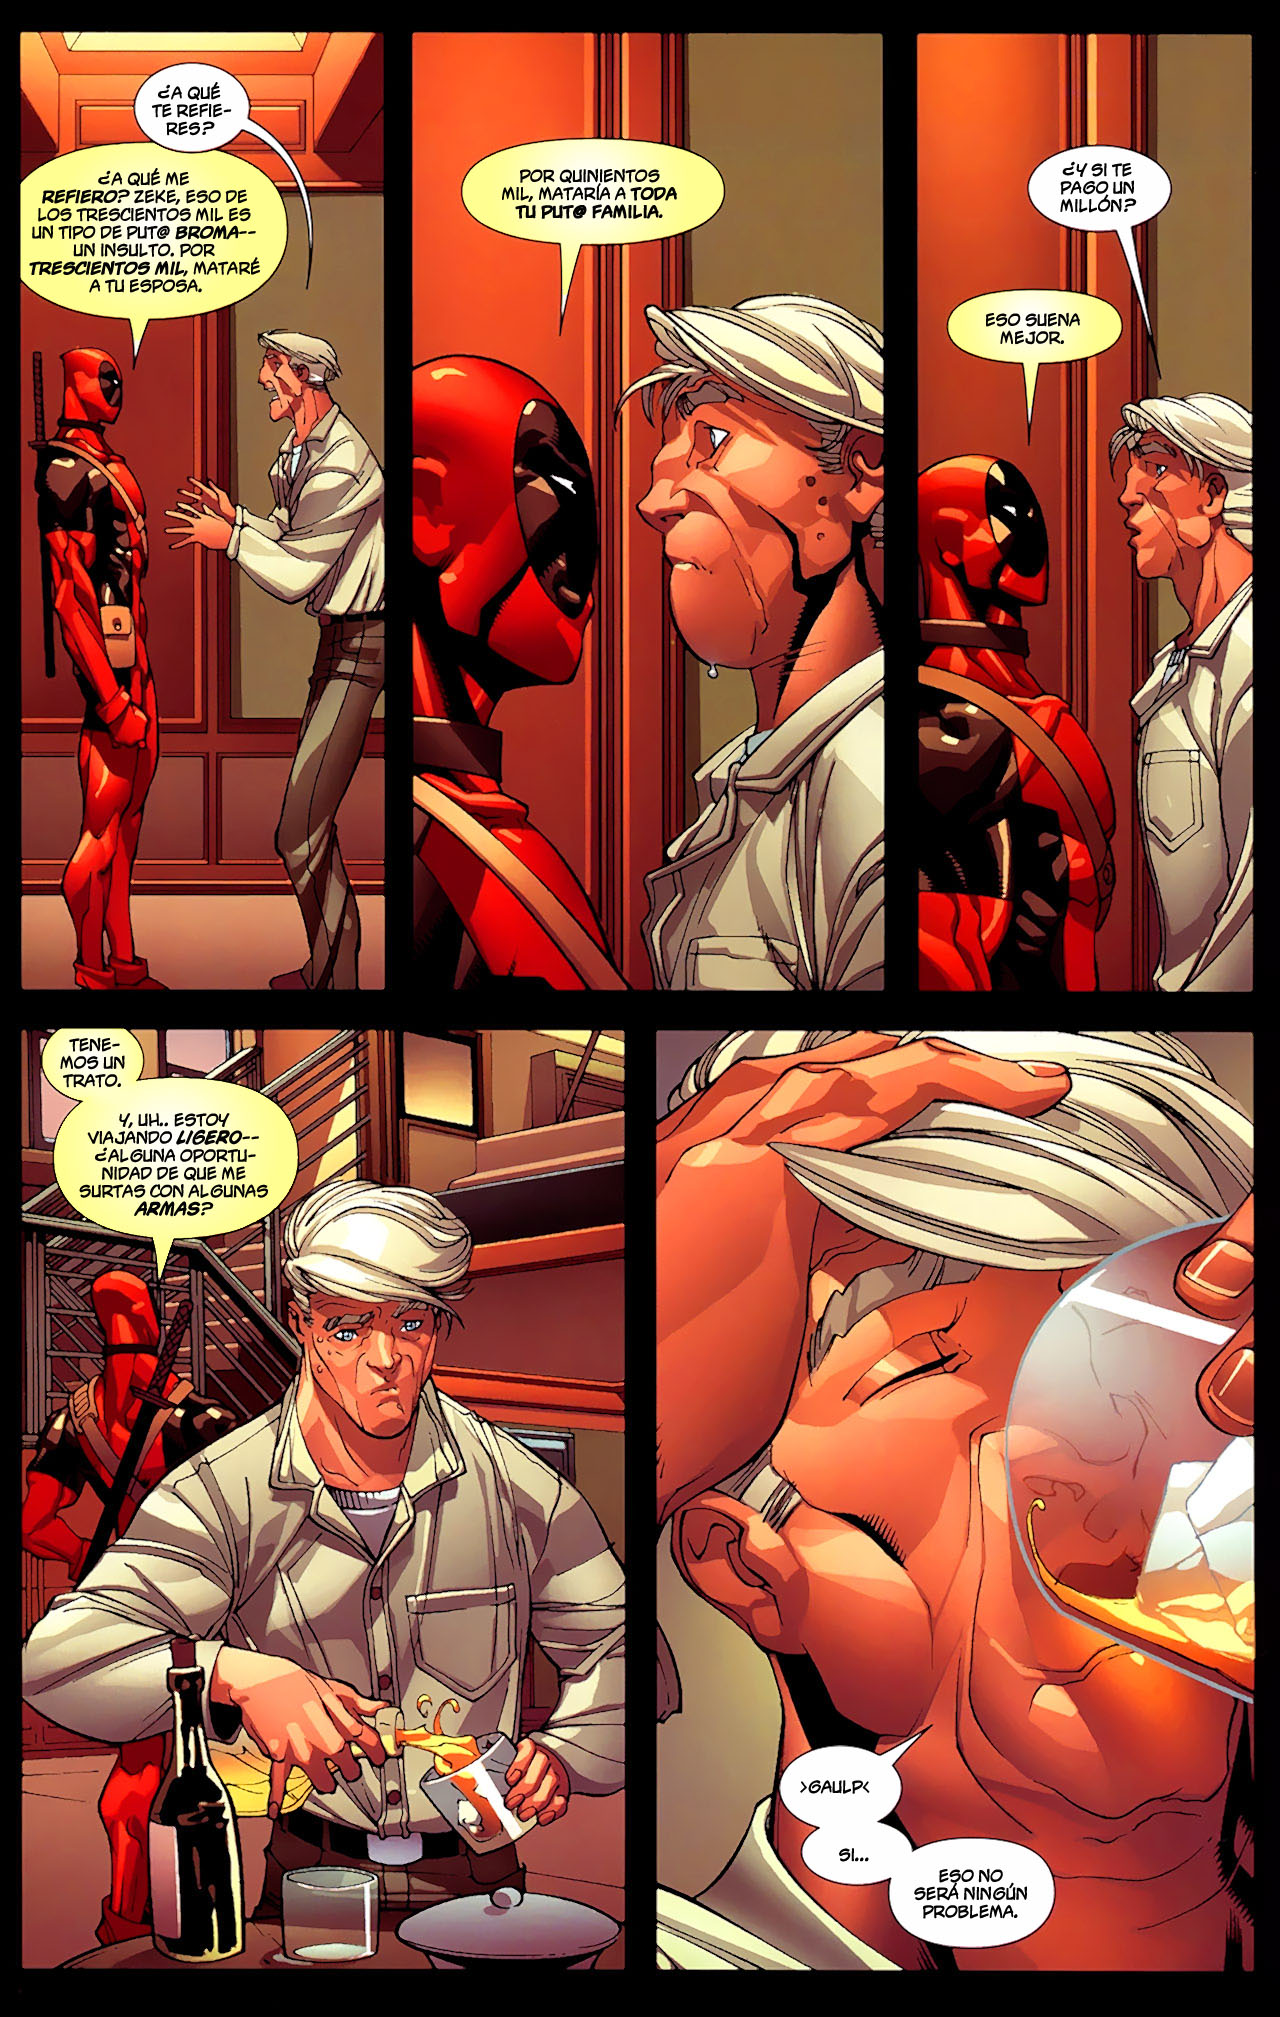 ¿A QUÉ
TE REFIE-
RES?
¿A QUÉ ME
REFIERO? ZEKE, ESO DE
LOS TRESCIENTOS MIL ES
UN TIPO DE PUT@ BROMA--
UN INSULTO. POR
TRESCIENTOS MIL, MATARÉ
A TU ESPOSA.
POR QUINIENTOS
MIL, MATARÍA A TODA
TU PUT@ FAMILIA.
¿Y SI TE
PAGO UN
MILLÓN?
ESO SUENA
MEJOR.
TENE-
MOS UN
TRATO.
Y, UH.. ESTOY
VIAJANDO LIGERO--
¿ALGUNA OPORTU-
NIDAD DE QUE ME
SURTAS CON ALGUNAS
ARMAS?
>GAULP<
SI...
ESO NO
SERÁ NINGÚN
PROBLEMA.